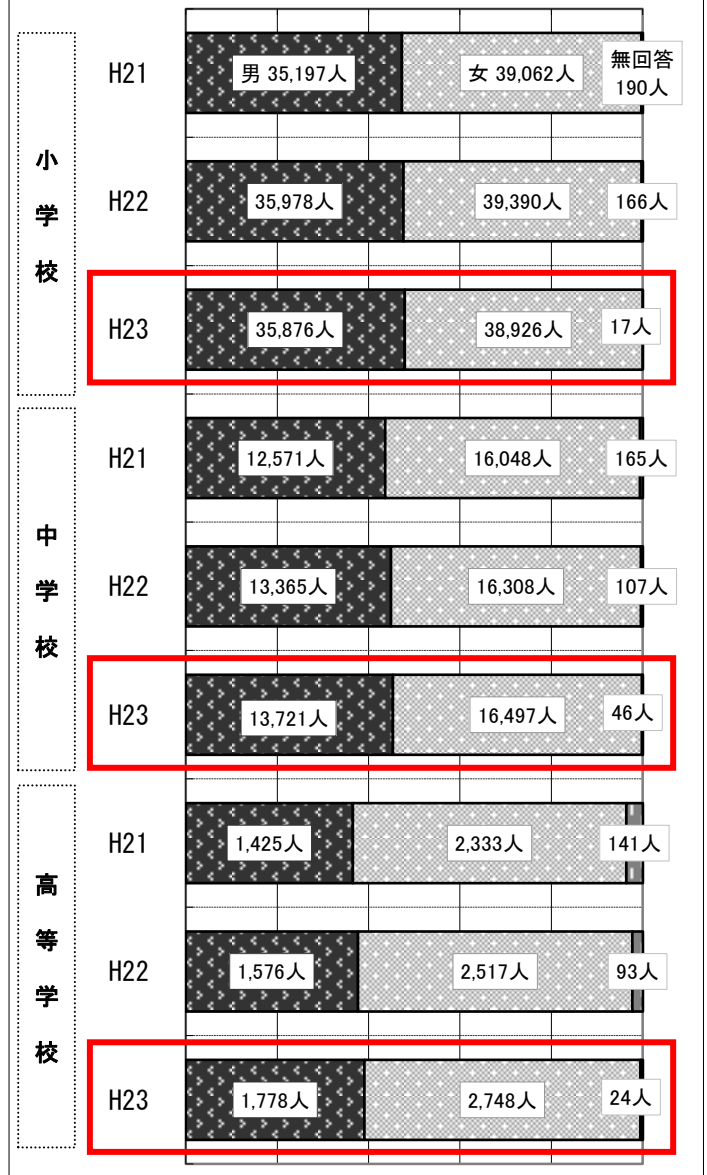 小学校
H21
男 35,197人
女 39,062人
無回答
190人
H22
35,978人
39,390人
166人
H23
35,876人
38,926人
17人
中学校
H21
12,571人
16,048人
165人
H22
13,365人
16,308人
107人
H23
13,721人
16,497人
46人
高等学校
H21
1,425人
2,333人
141人
H22
1,576人
2,517人
93人
H23
1,778人
2,748人
24人